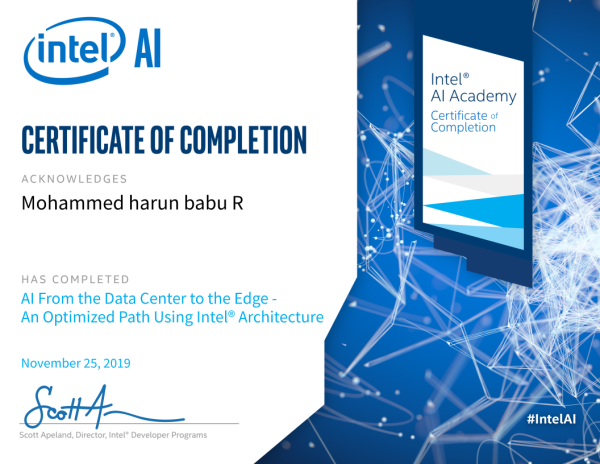 intel® AI
CERTIFICATE OF COMPLETION
ACKNOWLEDGES
Mohammed harun babu R
HAS COMPLETED
AI From the Data Center to the Edge -
An Optimized Path Using Intel® Architecture
November 25, 2019
Scott A
Scott Apeland, Director, Intel® Developer Programs
Intel®
AI Academy
Certificate of
Completion
#IntelAI